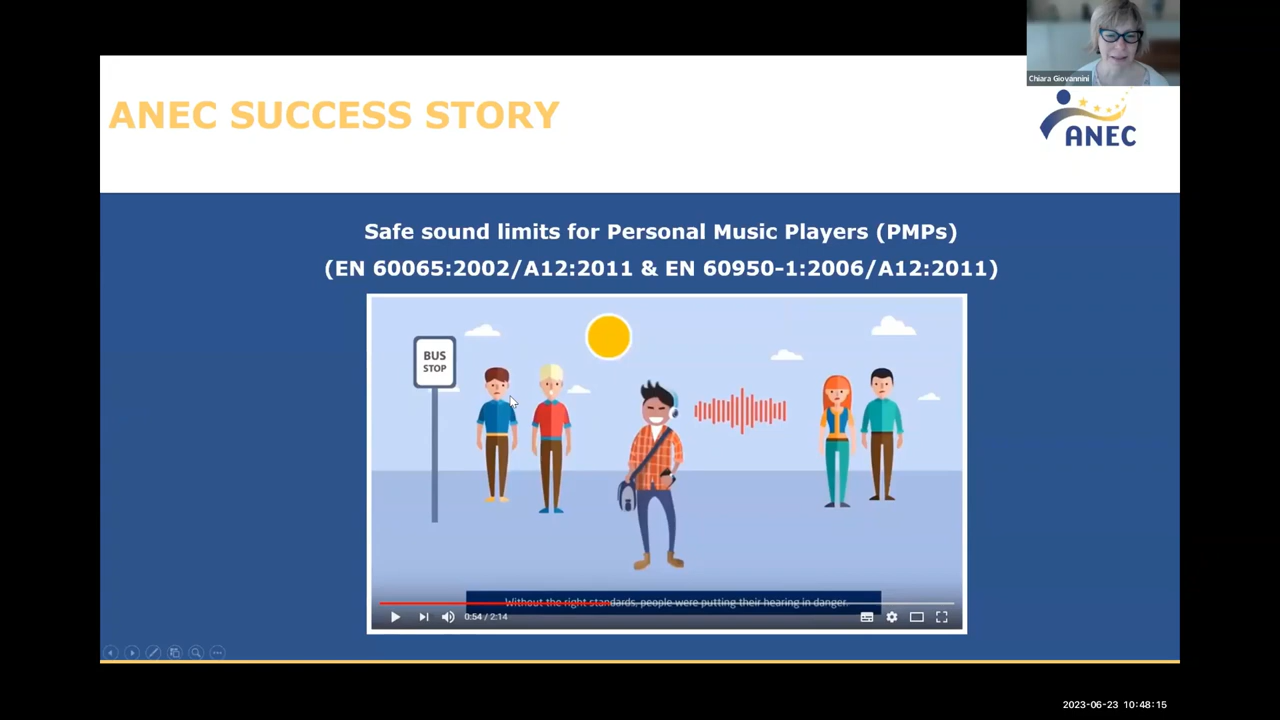 Chiara Giovannini
ANEC SUCCESS STORY
ANEC
Safe sound limits for Personal Music Players (PMPs)
(EN 60065:2002/A12:2011 & EN 60950-1:2006/A12:2011)
BUS
STOP
Without the right standards, people were putting their hearing in danger.
0:54 / 2:14
2023-06-23 10:48:15